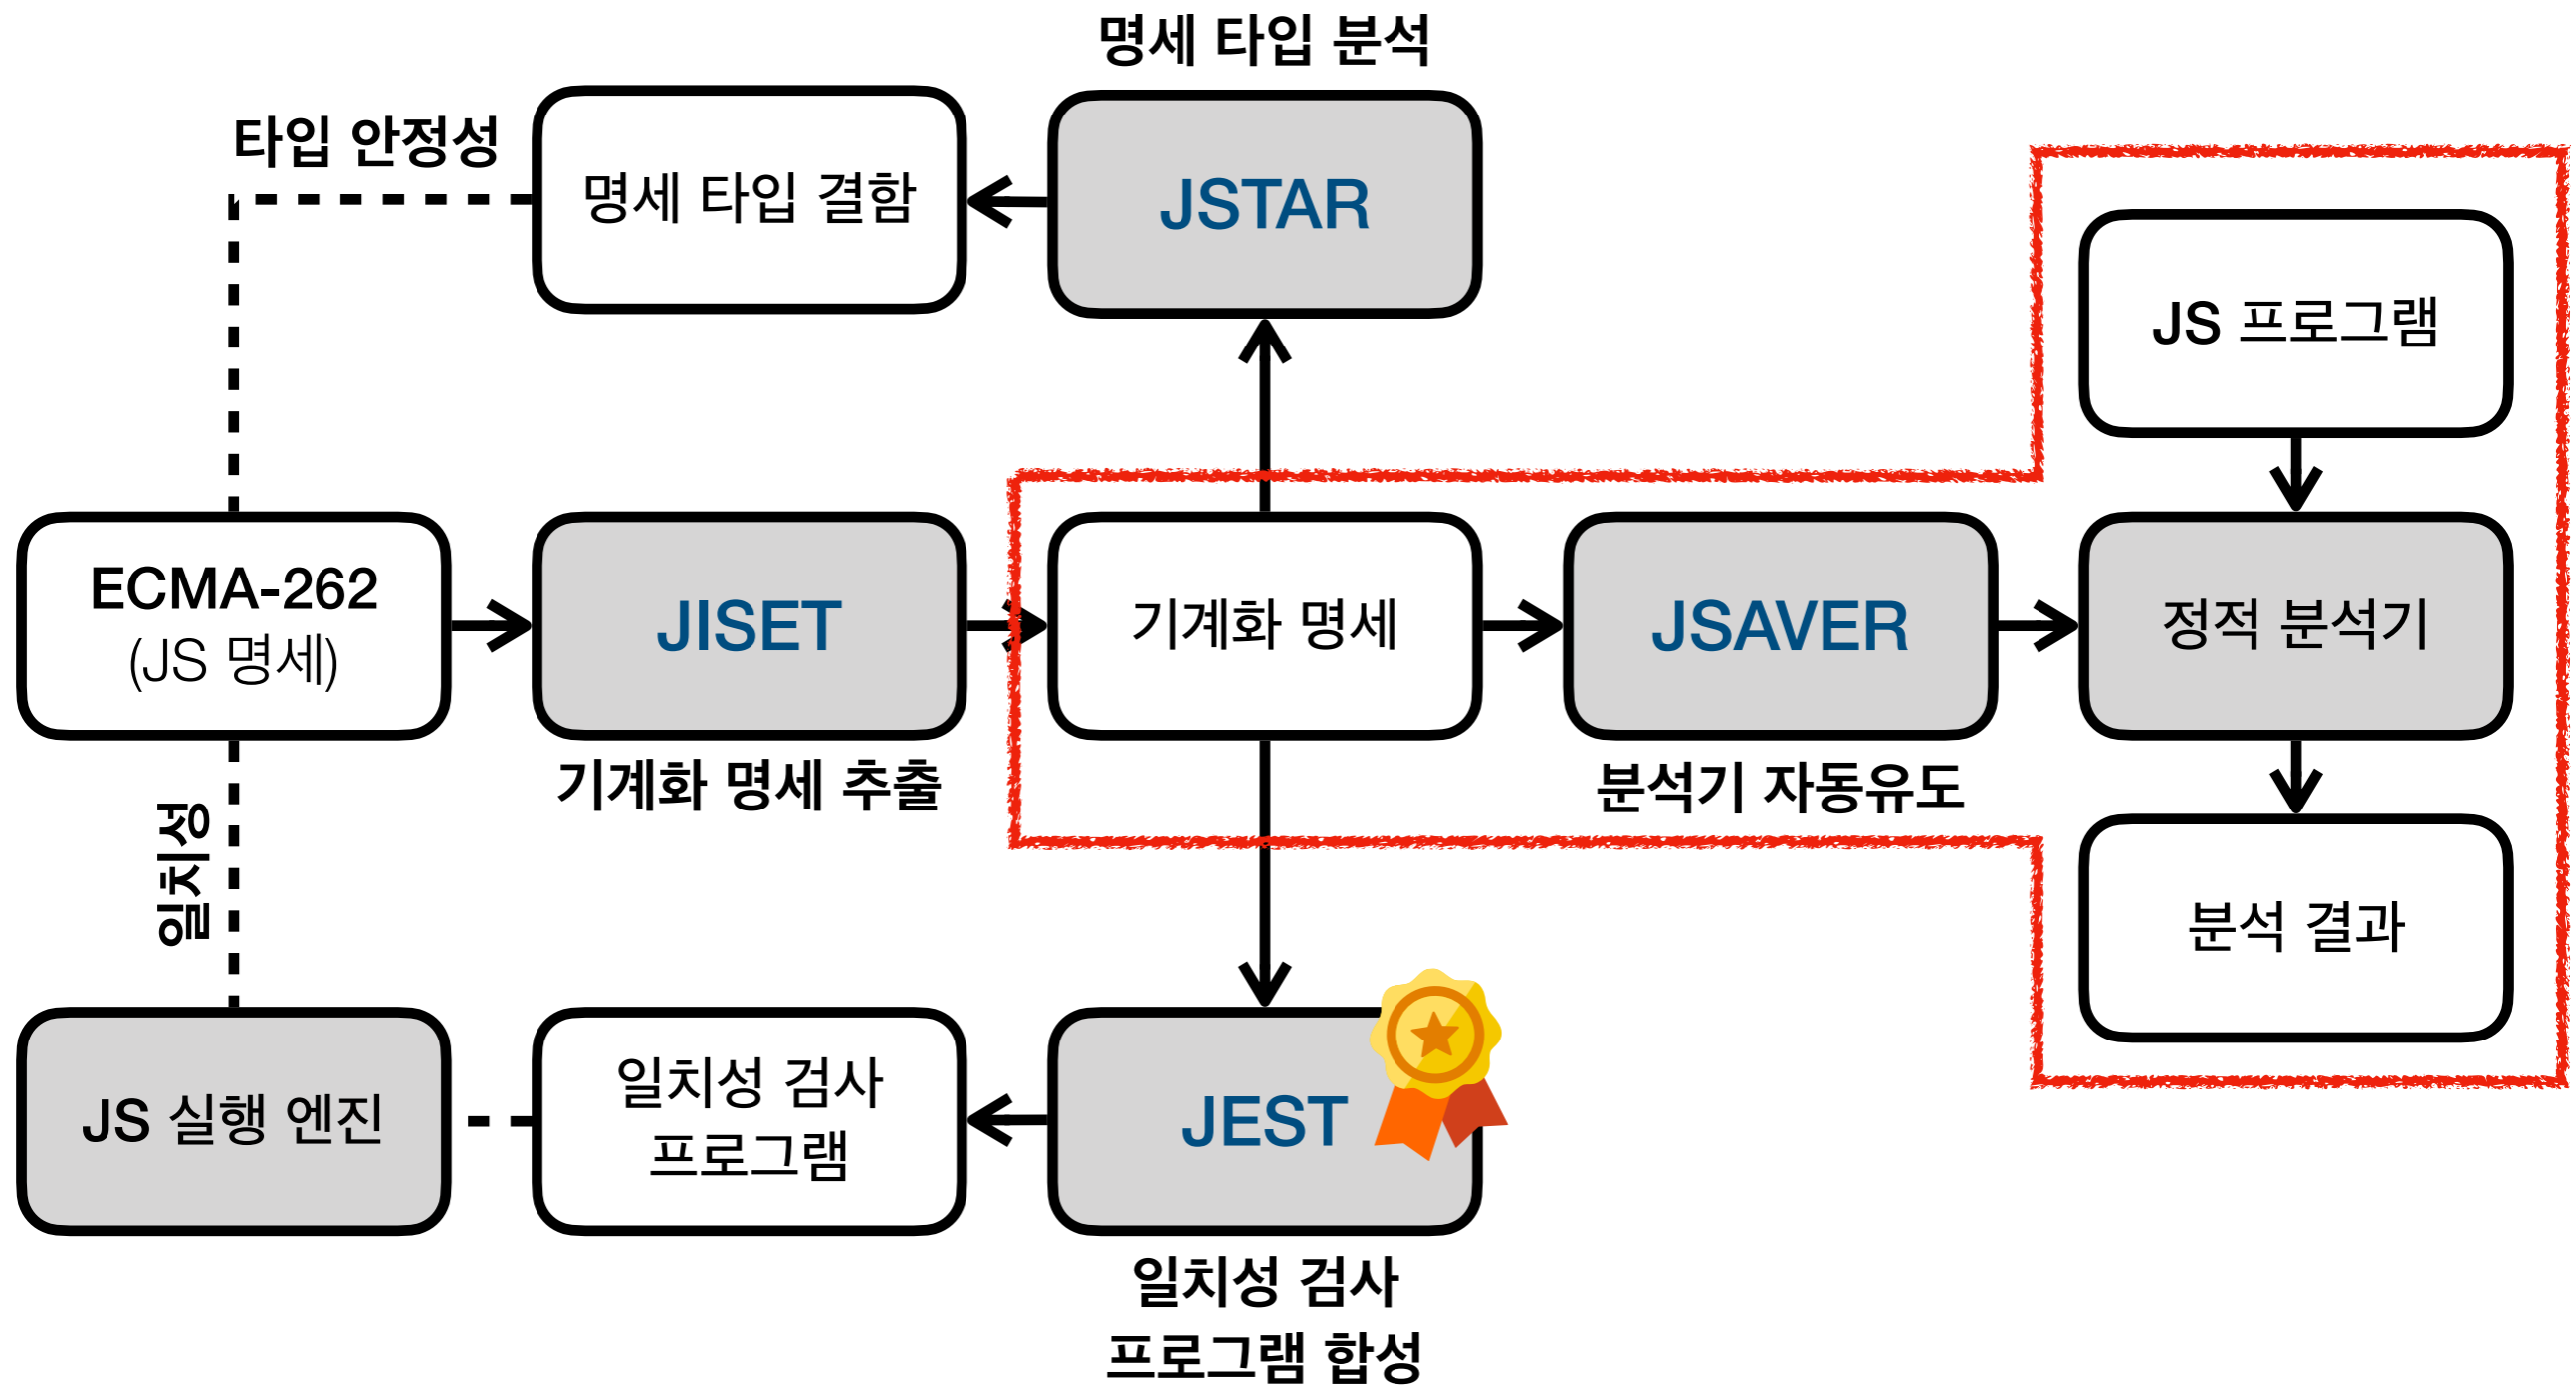 명세 타입 분석
타입 안정성
명세 타입 결함
JSTAR
JS 프로그램
ECMA-262
(JS 명세)
JISET
기계화 명세
JSAVER
정적 분석기
기계화 명세 추출
분석기 자동유도
일치성
분석 결과
JS 실행 엔진
일치성 검사
프로그램
JEST
일치성 검사
프로그램 합성